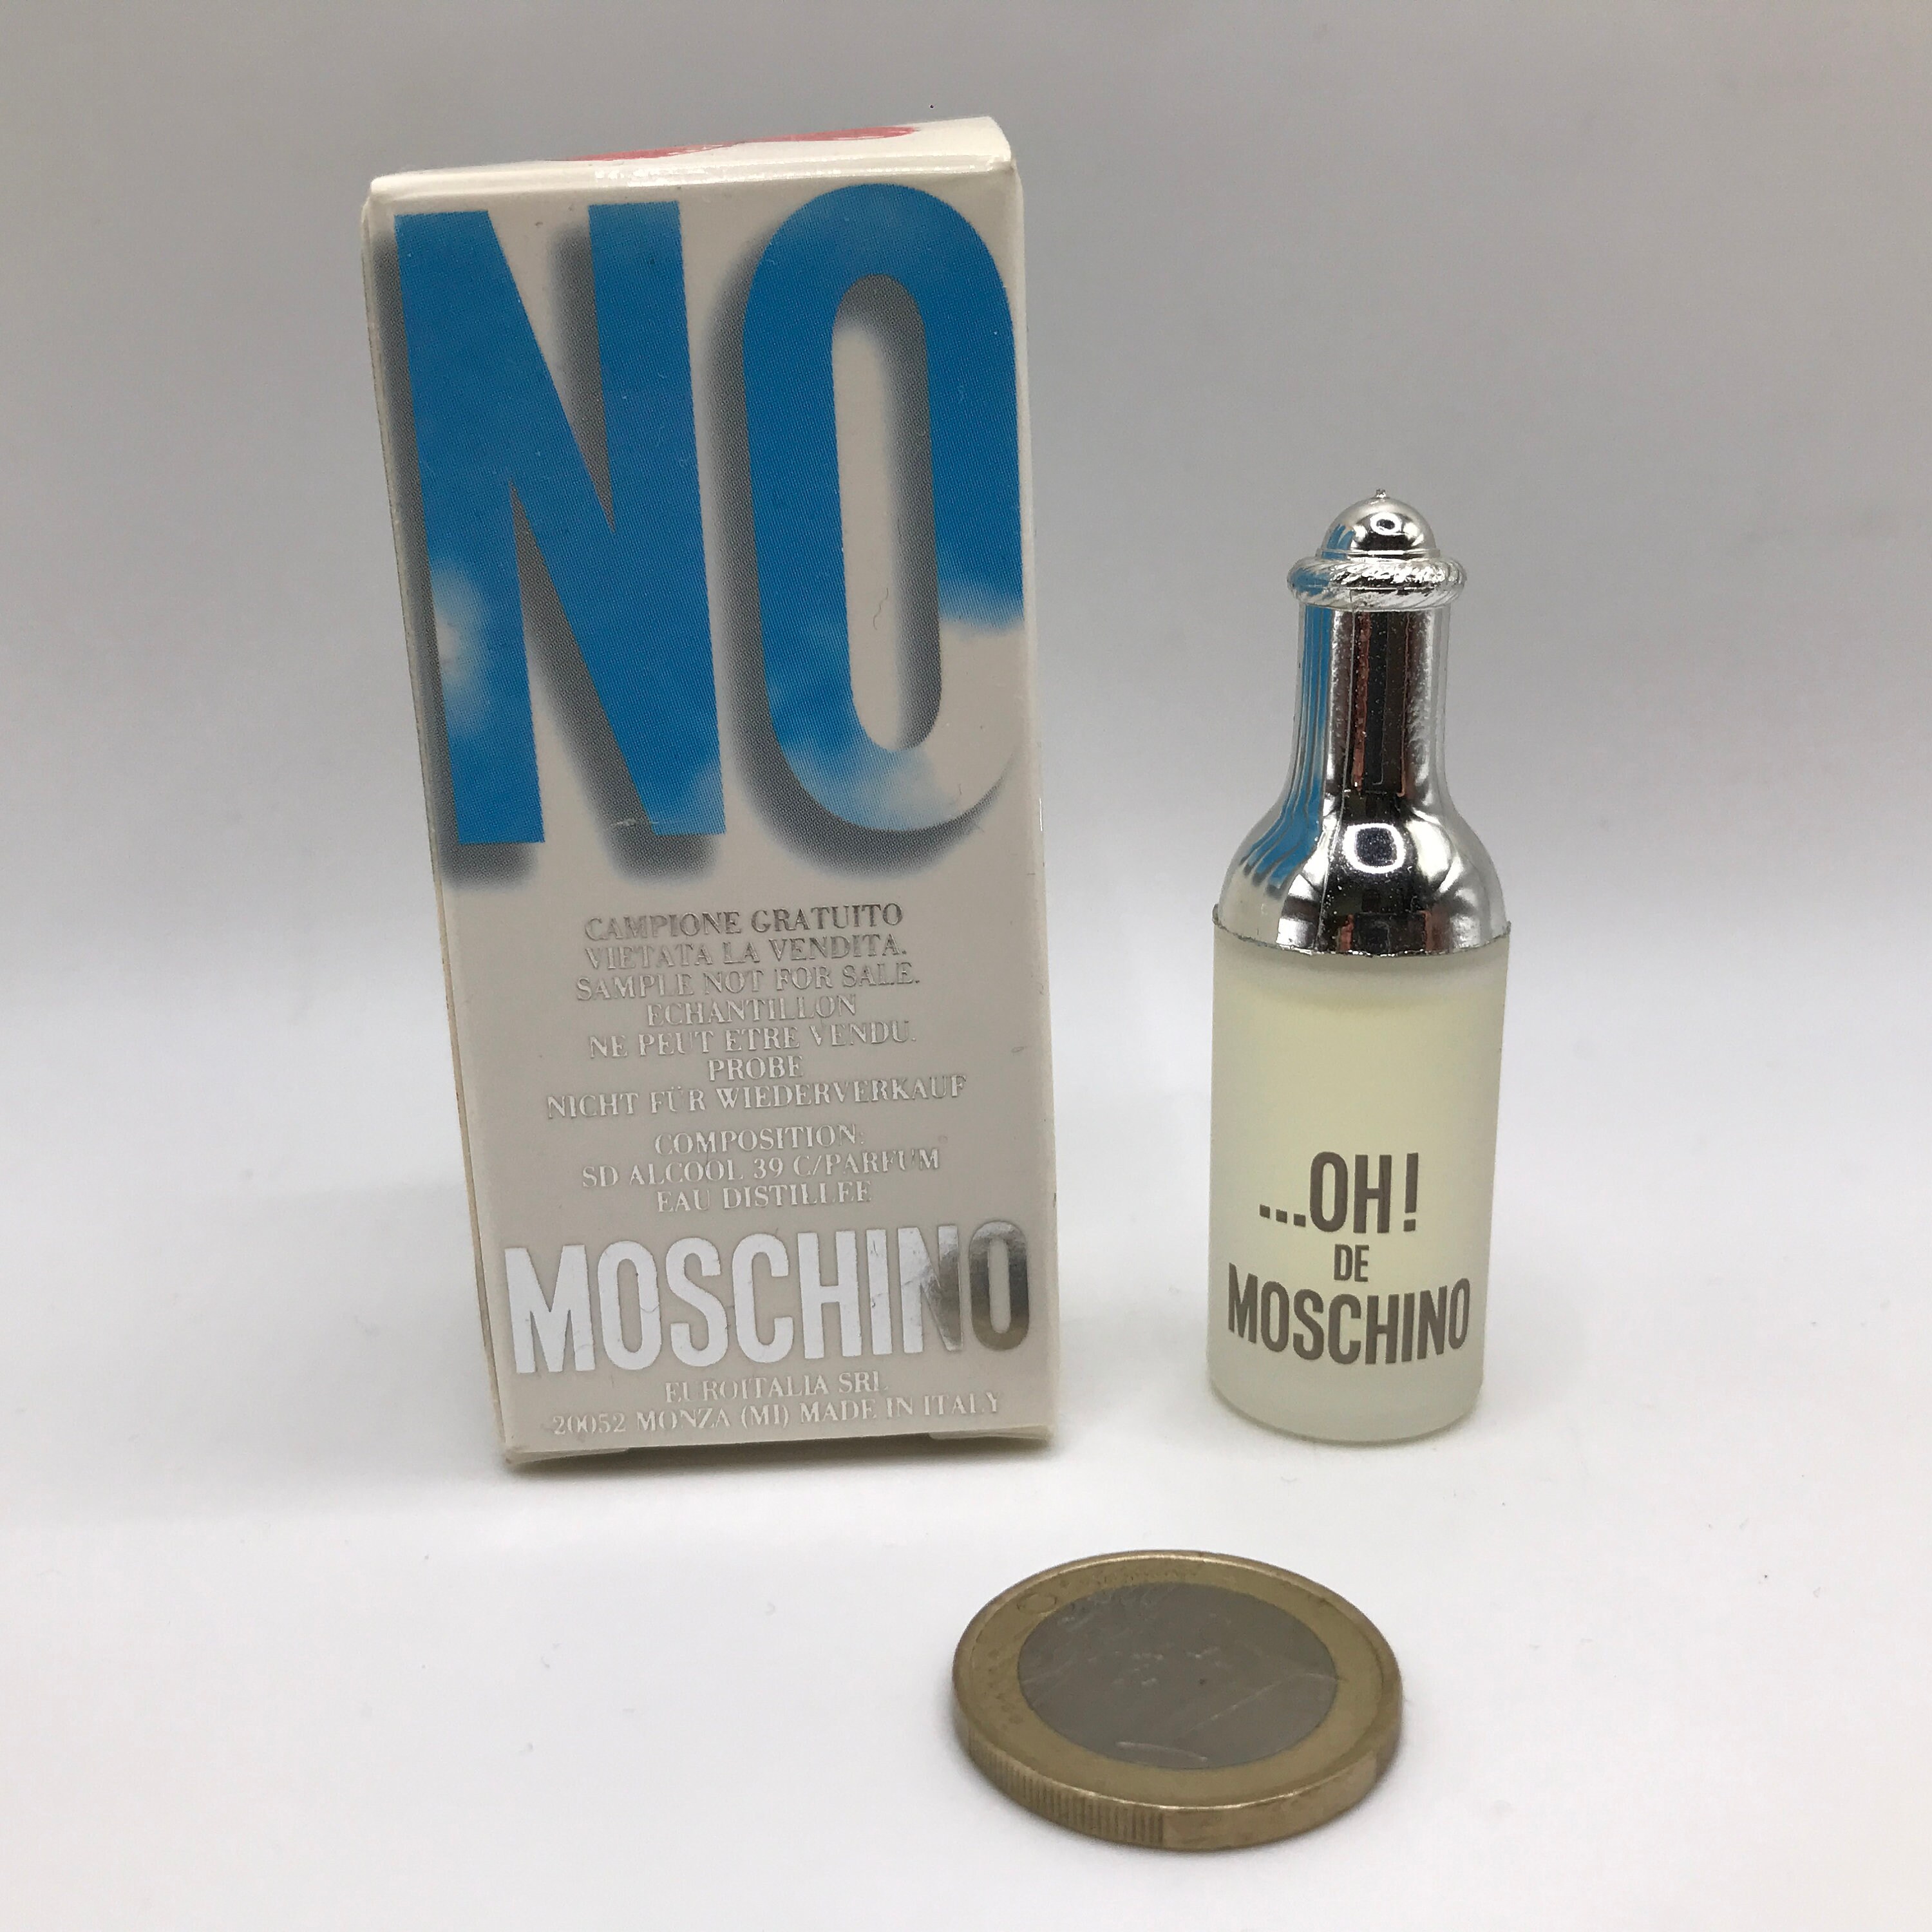 NO
CAMPIONE GRATUITO
VIETATA LA VENDITA.
SAMPLE NOT FOR SALE.
ECHANTILLON
NE PEUT ETRE VENDU.
PROBE
NICHT FÜR WIEDERVERKAUF
COMPOSITION:
SD ALCOOL 39 C/PARFUM
EAU DISTILLEE
MOSCHINO
EUROITALIA SRL
20052 MONZA (MI) MADE IN ITALY
...OH!
DE
MOSCHINO